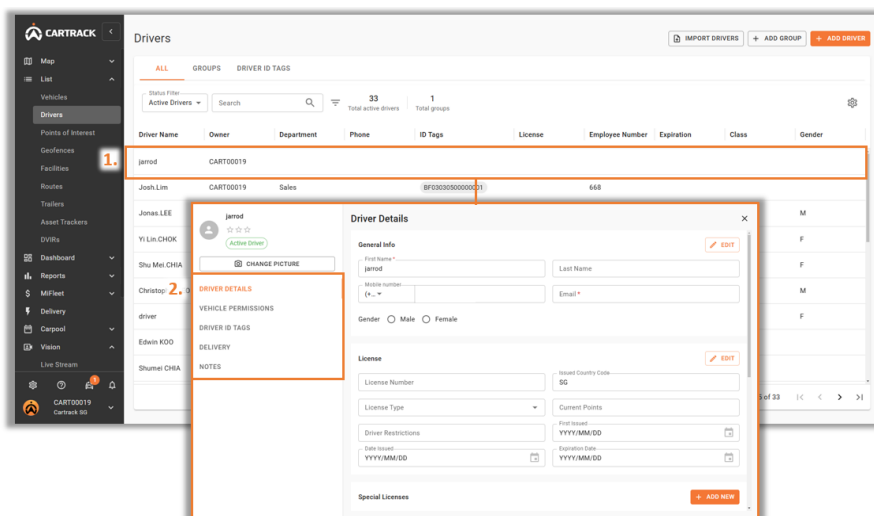 CARTRACK
Map
List
Vehicles
Drivers
Points of Interest
Geofences
Facilities
Routes
Trailers
Asset Trackers
DVIRs
Dashboard
Reports
MiFleet
Delivery
Carpool
Vision
Live Stream
CART00019
Cartrack SG
Drivers
IMPORT DRIVERS
+ ADD GROUP
+ ADD DRIVER
ALL GROUPS DRIVER ID TAGS
Status Filter
Active Drivers
Search
33
Total active drivers
1
Total groups
Driver Name Owner Department Phone ID Tags License Employee Number Expiration Class Gender
1.
jarrod CART00019
Josh.Lim CART00019 Sales BF03030500000001 668
Jonas.LEE M
Yi Lin.CHOK F
Shu Mei.CHIA F
M
driver F
Edwin KOO
Shumei CHIA
of 33
2.
jarrod
Active Driver
CHANGE PICTURE
DRIVER DETAILS
VEHICLE PERMISSIONS
DRIVER ID TAGS
DELIVERY
NOTES
Driver Details
General Info
EDIT
First Name *
jarrod
Last Name
Mobile number
(+...
Email *
Gender Male Female
License
EDIT
License Number
Issued Country Code
SG
License Type
Current Points
Driver Restrictions
First Issued
YYYY/MM/DD
Date Issued
YYYY/MM/DD
Expiration Date
YYYY/MM/DD
Special Licenses
+ ADD NEW